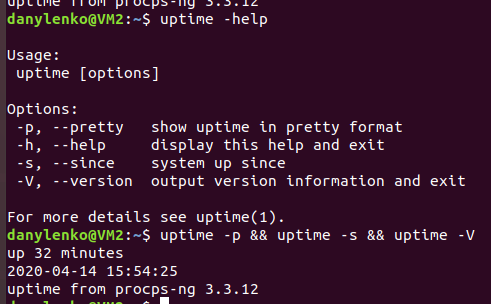 uptime from procps-ng 3.3.12
danylenko@VM2:~$ uptime -help

Usage:
 uptime [options]

Options:
 -p, --pretty   show uptime in pretty format
 -h, --help     display this help and exit
 -s, --since    system up since
 -V, --version  output version information and exit

For more details see uptime(1).
danylenko@VM2:~$ uptime -p && uptime -s && uptime -V
up 32 minutes
2020-04-14 15:54:25
uptime from procps-ng 3.3.12
danylenko@VM2:~$